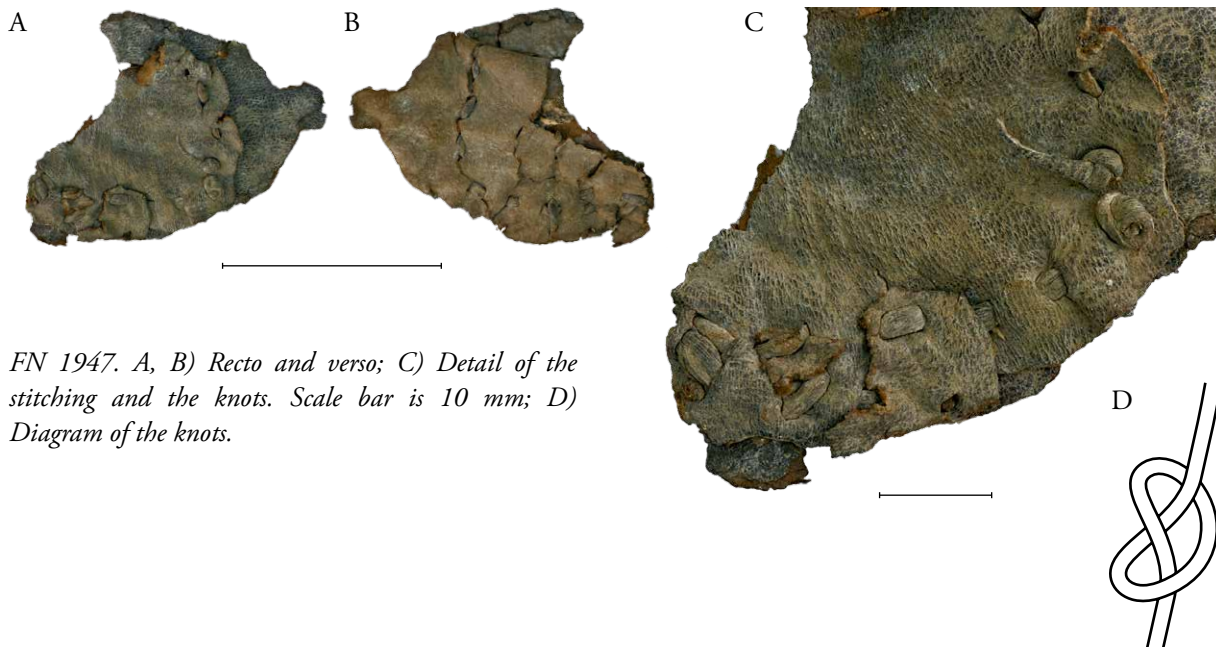 A
B
C
FN 1947. A, B) Recto and verso; C) Detail of the
stitching and the knots. Scale bar is 10 mm; D)
Diagram of the knots.
D